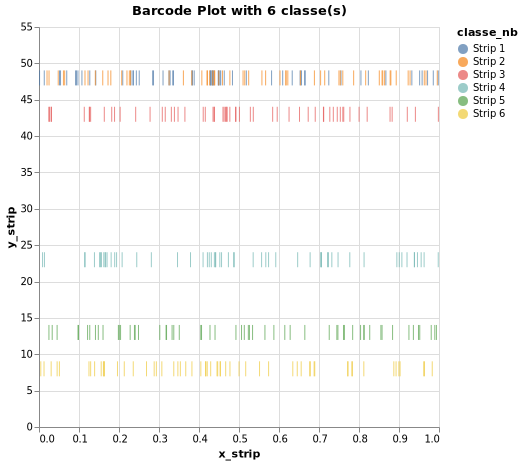 Barcode Plot with 6 classe(s)
classe_nb
Strip 1
Strip 2
Strip 3
Strip 4
Strip 5
Strip 6
y_strip
55
50
45
40
35
30
25
20
15
10
5
0
0.0 0.1 0.2 0.3 0.4 0.5 0.6 0.7 0.8 0.9 1.0
x_strip